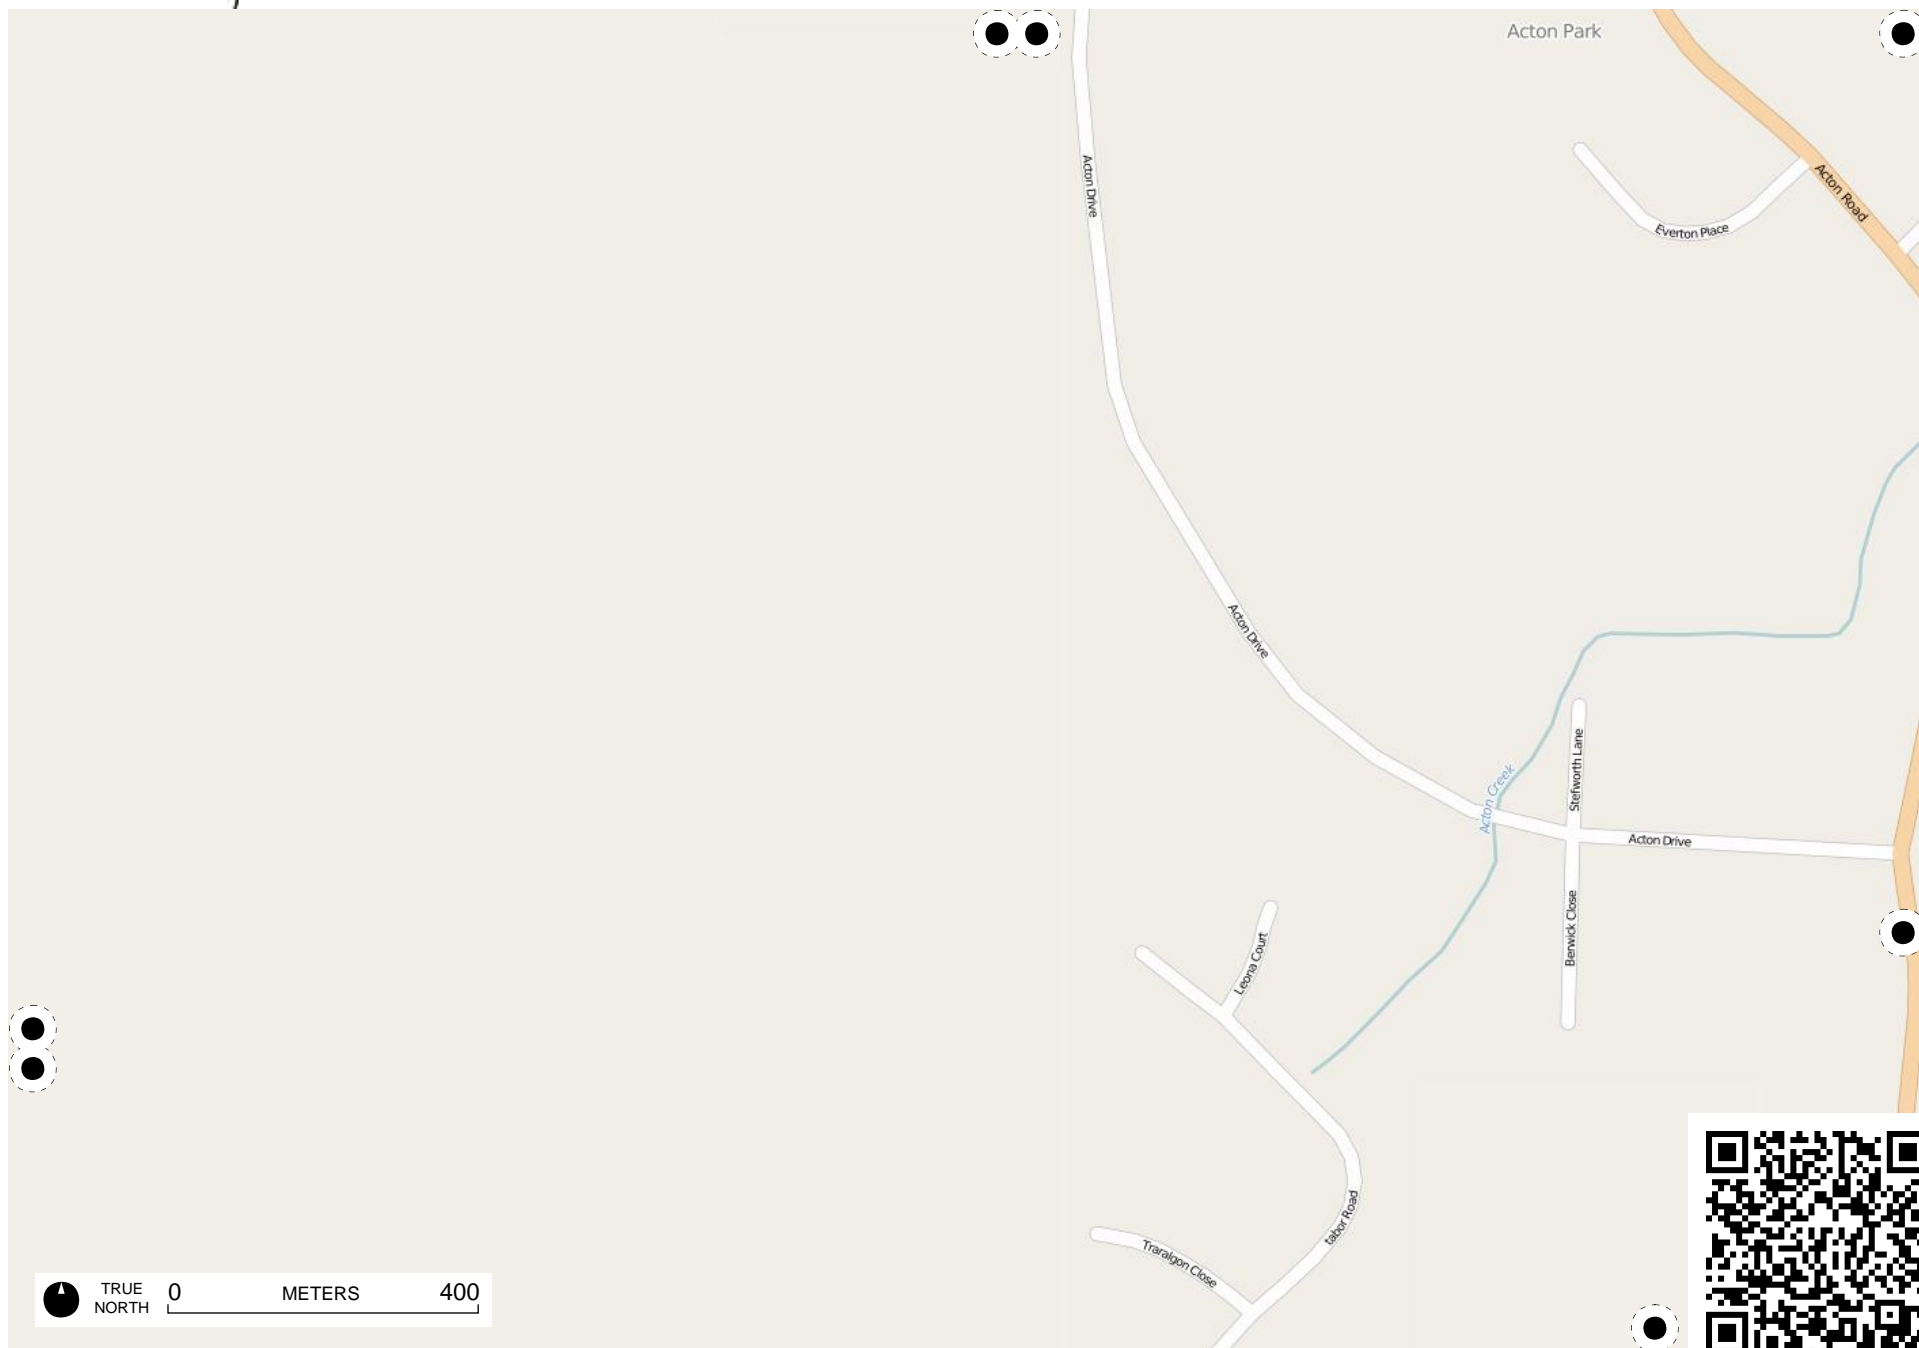 Acton Park
Acton Drive
Acton Road
Everton Place
Acton Drive
Stefworth Lane
Acton Creek
Acton Drive
Berwick Close
Leona Court
tabor Road
Traralgon Close
TRUE
NORTH
0 METERS 400